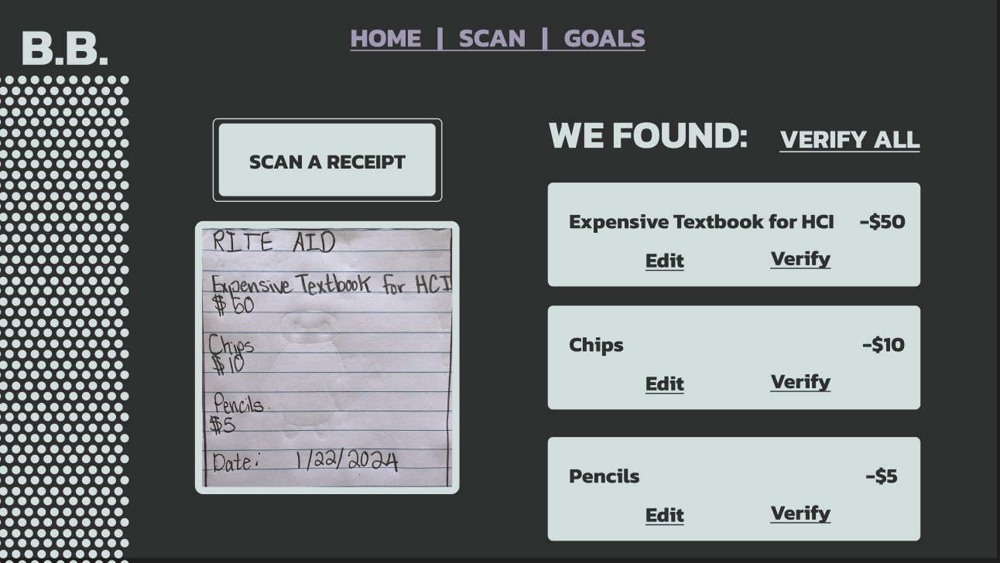 B.B.
HOME | SCAN | GOALS
SCAN A RECEIPT
RITE AID
Expensive Textbook for HCI
$50
Chips
$10
Pencils
$5
Date: 1/22/2024
WE FOUND: VERIFY ALL
Expensive Textbook for HCI -$50
Edit Verify
Chips -$10
Edit Verify
Pencils -$5
Edit Verify